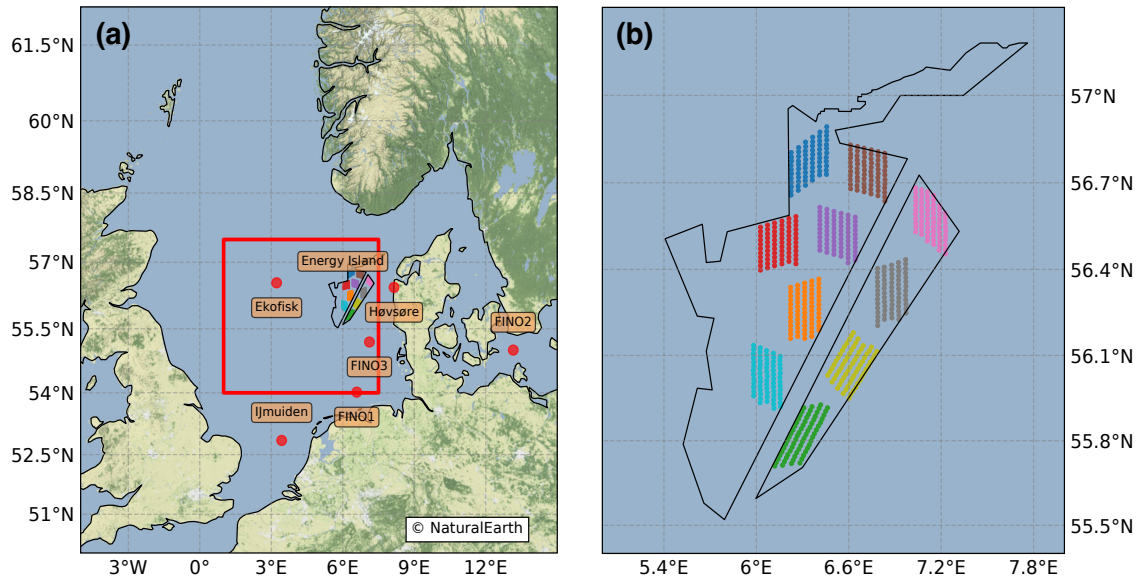 (a)
61.5°N
60°N
58.5°N
57°N
55.5°N
54°N
52.5°N
51°N
3°W
0°E
3°E
6°E
9°E
12°E
Energy Island
Ekofisk
Høvsøre
FINO2
FINO3
IJmuiden
FINO1
© NaturalEarth
(b)
57°N
56.7°N
56.4°N
56.1°N
55.8°N
55.5°N
5.4°E
6°E
6.6°E
7.2°E
7.8°E